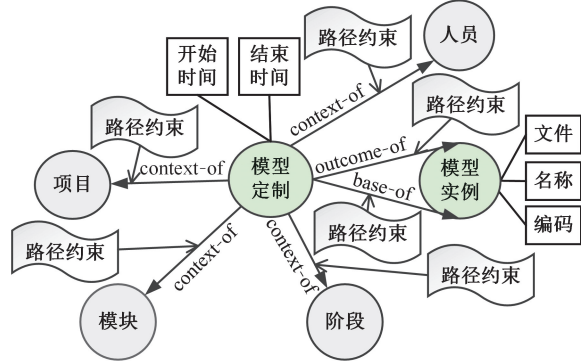 开始
时间
结束
时间
路径约束
人员
路径约束
路径约束
context-of
文件
context-of
outcome-of
模型
定制
模型
实例
名称
项目
base-of
编码
路径约束
路径约束
context-of
context-of
路径约束
模块
阶段